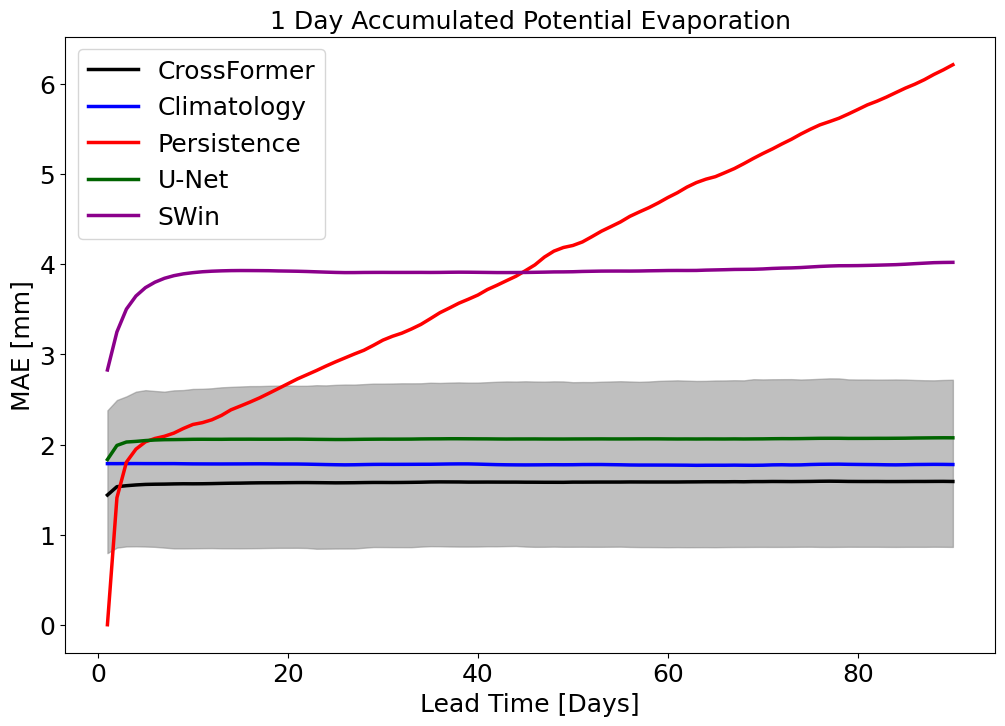 1 Day Accumulated Potential Evaporation
CrossFormer
Climatology
Persistence
U-Net
SWin
MAE [mm]
6
5
4
3
2
1
0
0 20 40 60 80
Lead Time [Days]